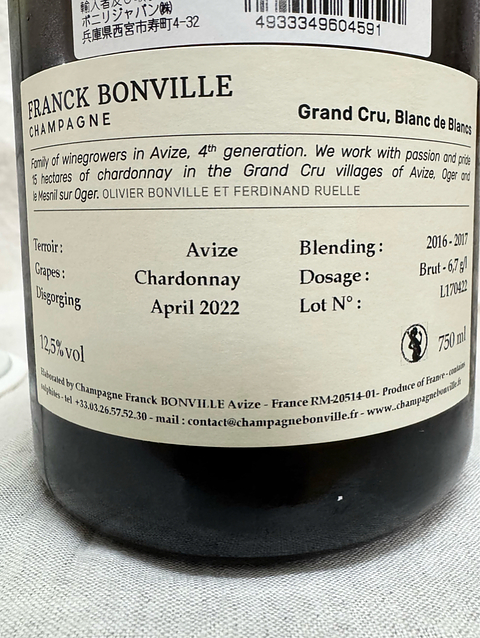 ボニリジャパン㈱
兵庫県西宮市寿町4-32
4933349604591
FRANCK BONVILLE
CHAMPAGNE
Grand Cru, Blanc de Blancs
Family of winegrowers in Avize, 4th generation. We work with passion and pride
15 hectares of chardonnay in the Grand Cru villages of Avize, Oger and
le Mesnil sur Oger. OLIVIER BONVILLE ET FERDINAND RUELLE
Terroir: Avize
Grapes: Chardonnay
Disgorging April 2022
Blending: 2016 - 2017
Dosage: Brut - 6,7 g/l
Lot N°: L170422
12,5% vol
750 ml
Elaborated by Champagne Franck BONVILLE Avize - France RM-20514-01- Produce of France - contains
sulphites - tel +33.03.26.57.52.30 - mail : contact@champagnebonville.fr - www..champagnebonville.fr